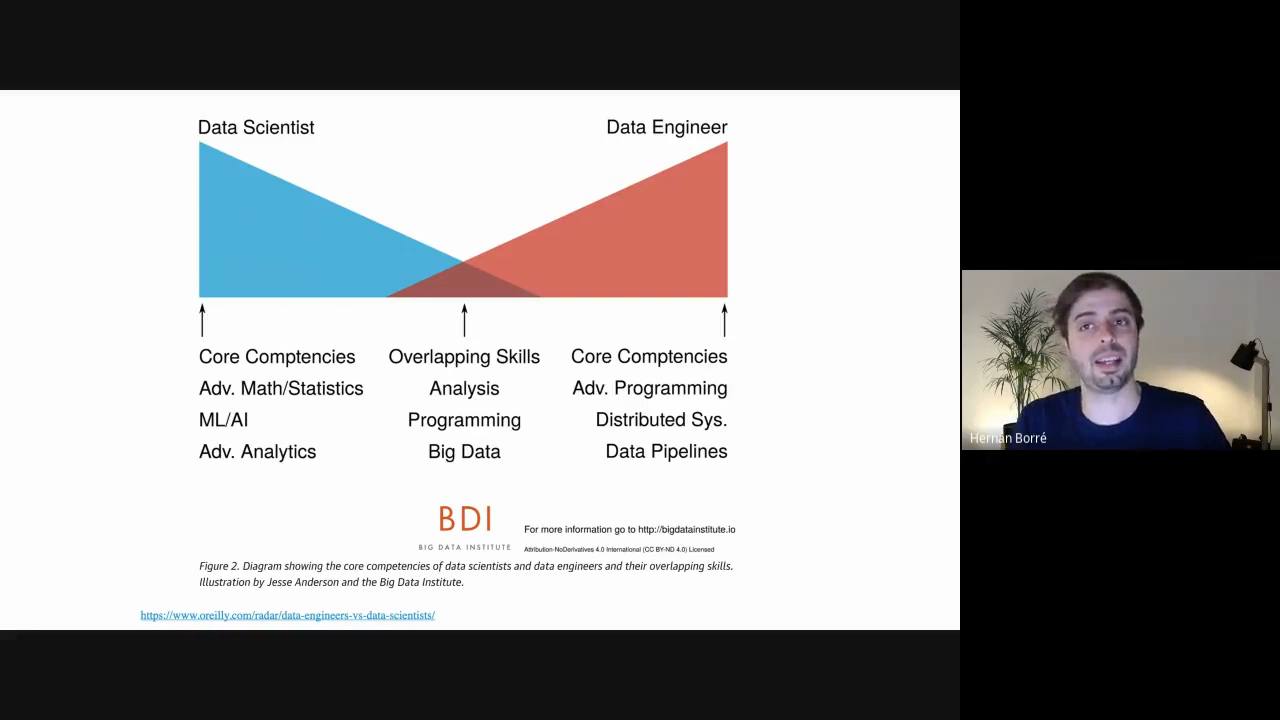 Data Scientist
Data Engineer
Core Comptencies
Adv. Math/Statistics
ML/AI
Adv. Analytics
Overlapping Skills
Analysis
Programming
Big Data
Core Comptencies
Adv. Programming
Distributed Sys.
Data Pipelines
BDI
BIG DATA INSTITUTE
For more information go to http://bigdatainstitute.io
Attribution-NoDerivatives 4.0 International (CC BY-ND 4.0) Licensed
Figure 2. Diagram showing the core competencies of data scientists and data engineers and their overlapping skills.
Illustration by Jesse Anderson and the Big Data Institute.
https://www.oreilly.com/radar/data-engineers-vs-data-scientists/
Hernán Borré